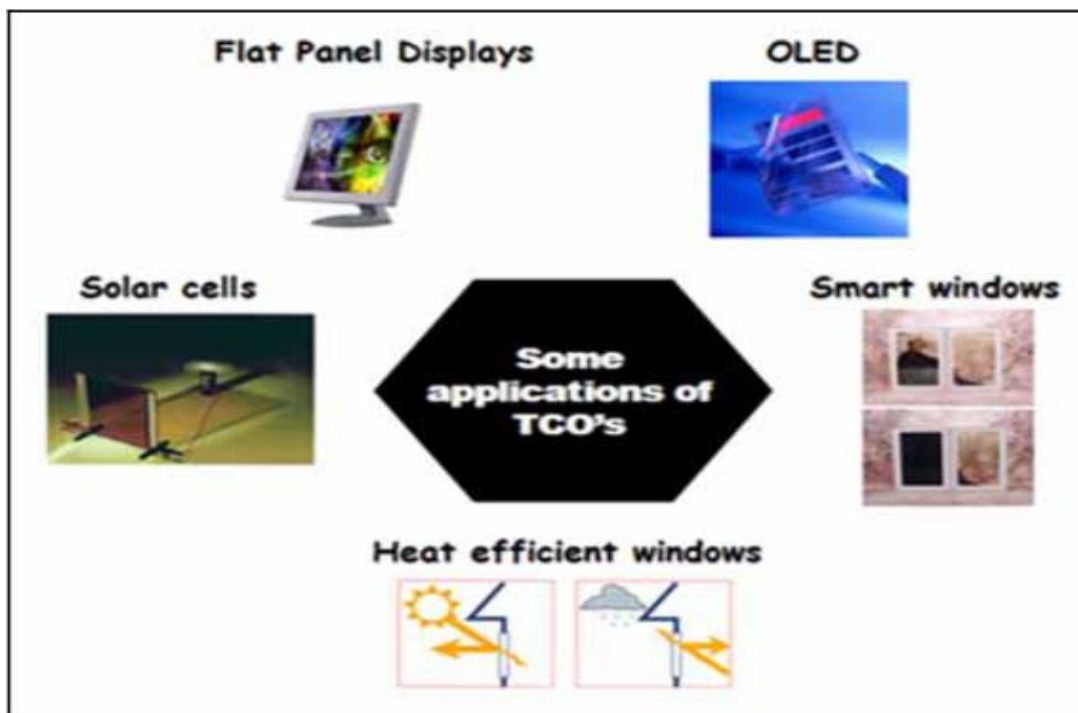 Flat Panel Displays
OLED
Solar cells
Smart windows
Some
applications of
TCO's
Heat efficient windows